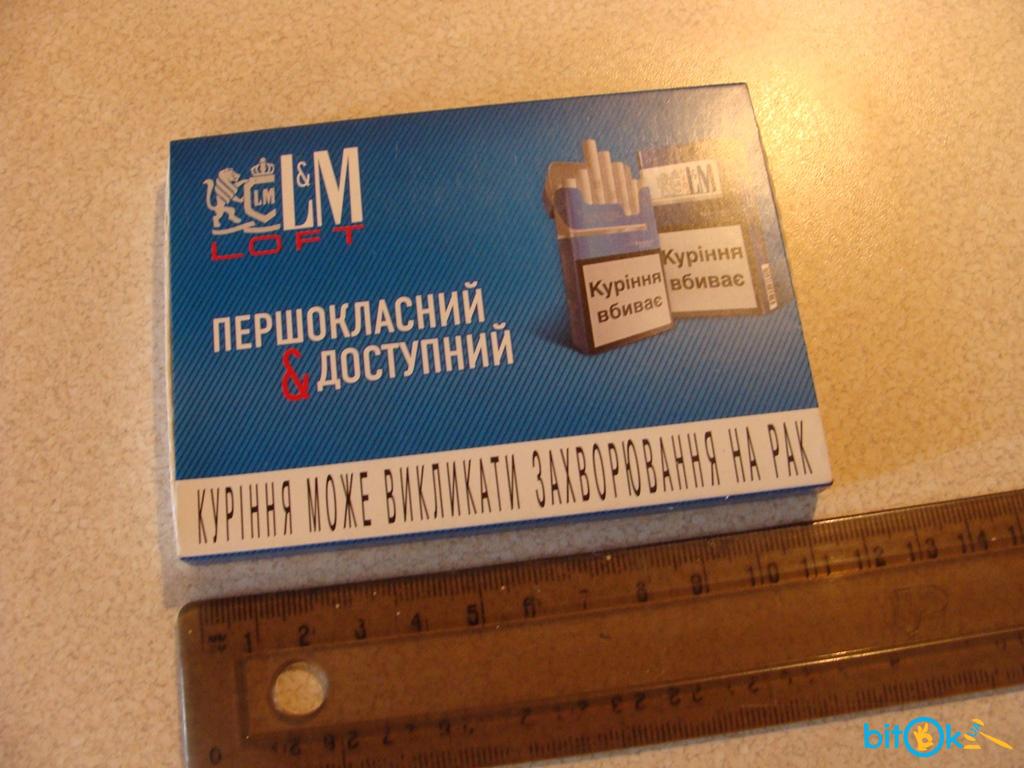 L&M
LM
LOFT
L&M
Куріння
вбиває
Куріння
вбиває
ПЕРШОКЛАСНИЙ
& ДОСТУПНИЙ
КУРІННЯ МОЖЕ ВИКЛИКАТИ ЗАХВОРЮВАННЯ НА РАК
1 2 3 4 5 6 7 8 9 10 11 12 13 14
0
bitOk